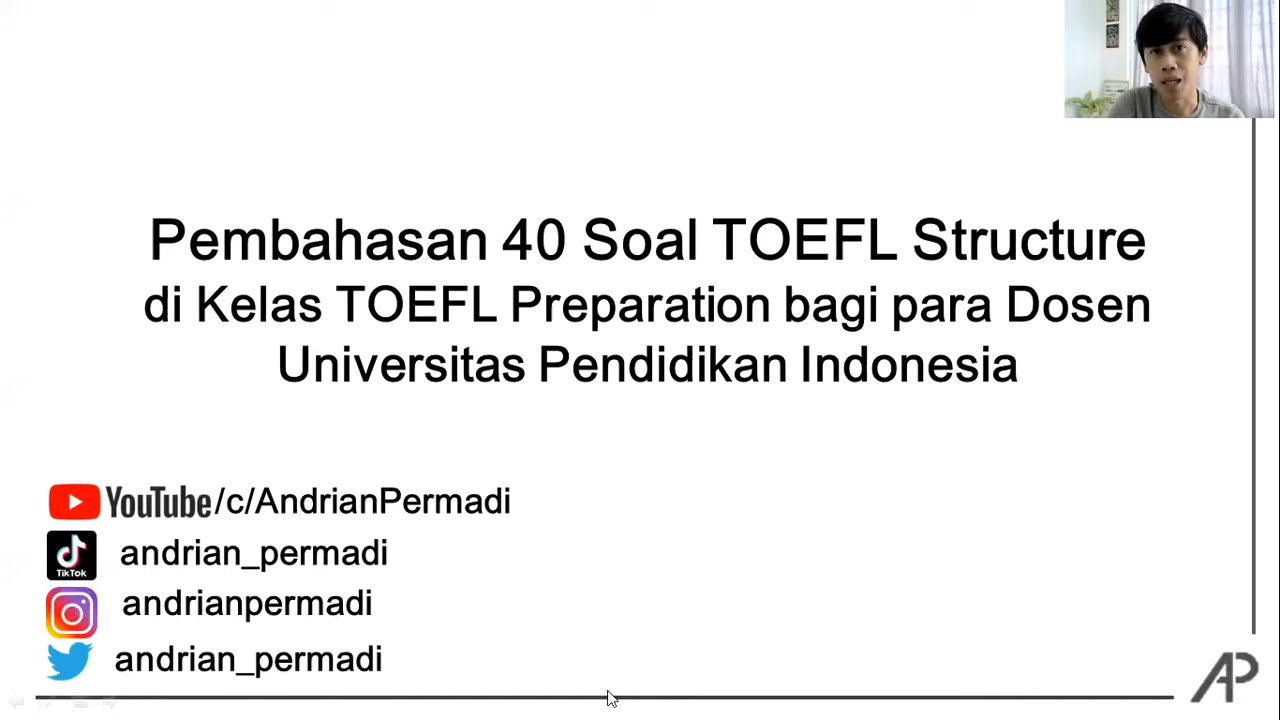 Pembahasan 40 Soal TOEFL Structure
di Kelas TOEFL Preparation bagi para Dosen
Universitas Pendidikan Indonesia
YouTube /c/AndrianPermadi
TikTok andrian_permadi
andrianpermadi
andrian_permadi
AP